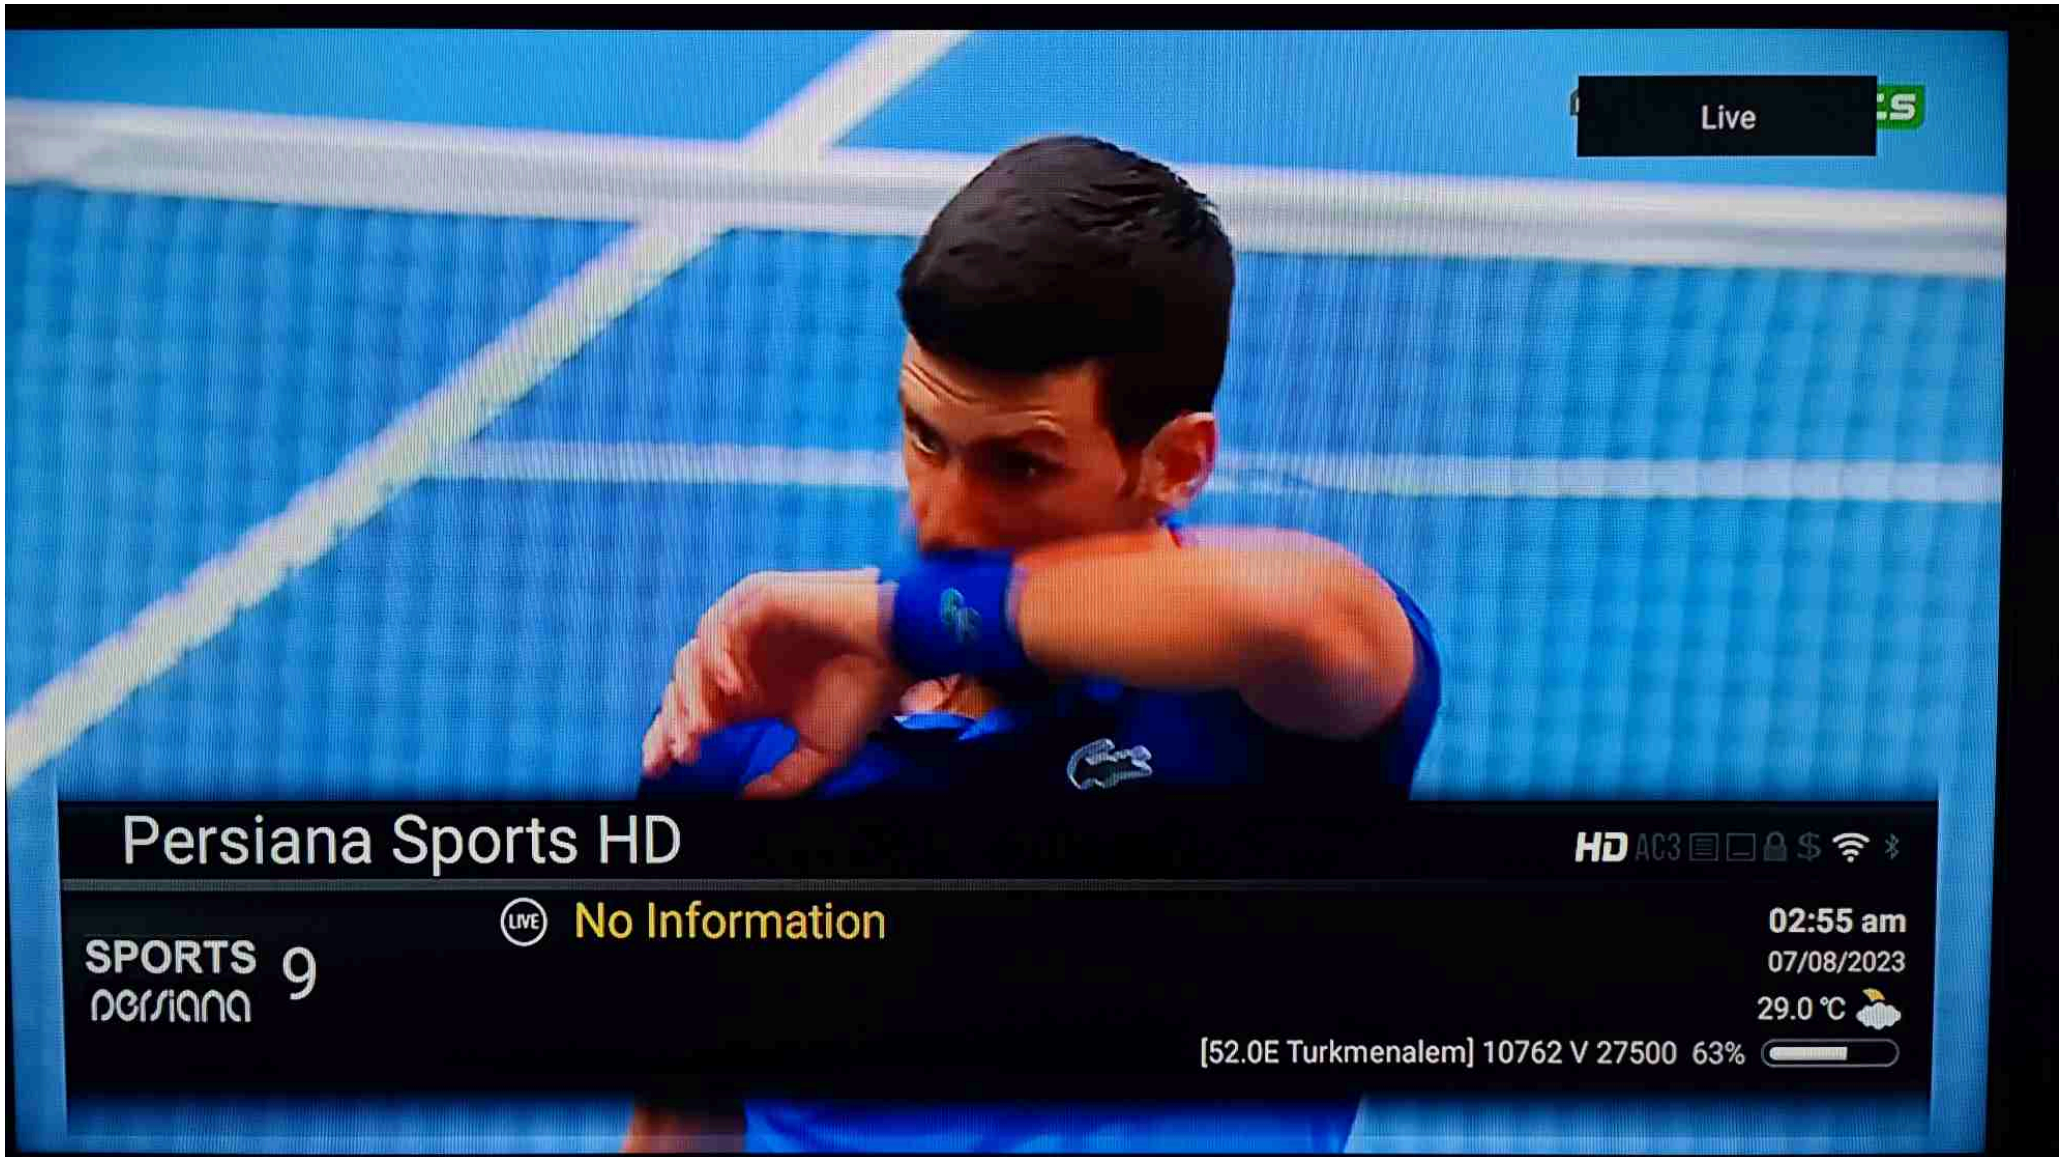 Live
Persiana Sports HD
HD AC3 $
LIVE No Information
02:55 am
SPORTS 9
persiana
07/08/2023
29.0 °C
[52.0E Turkmenalem] 10762 V 27500 63%